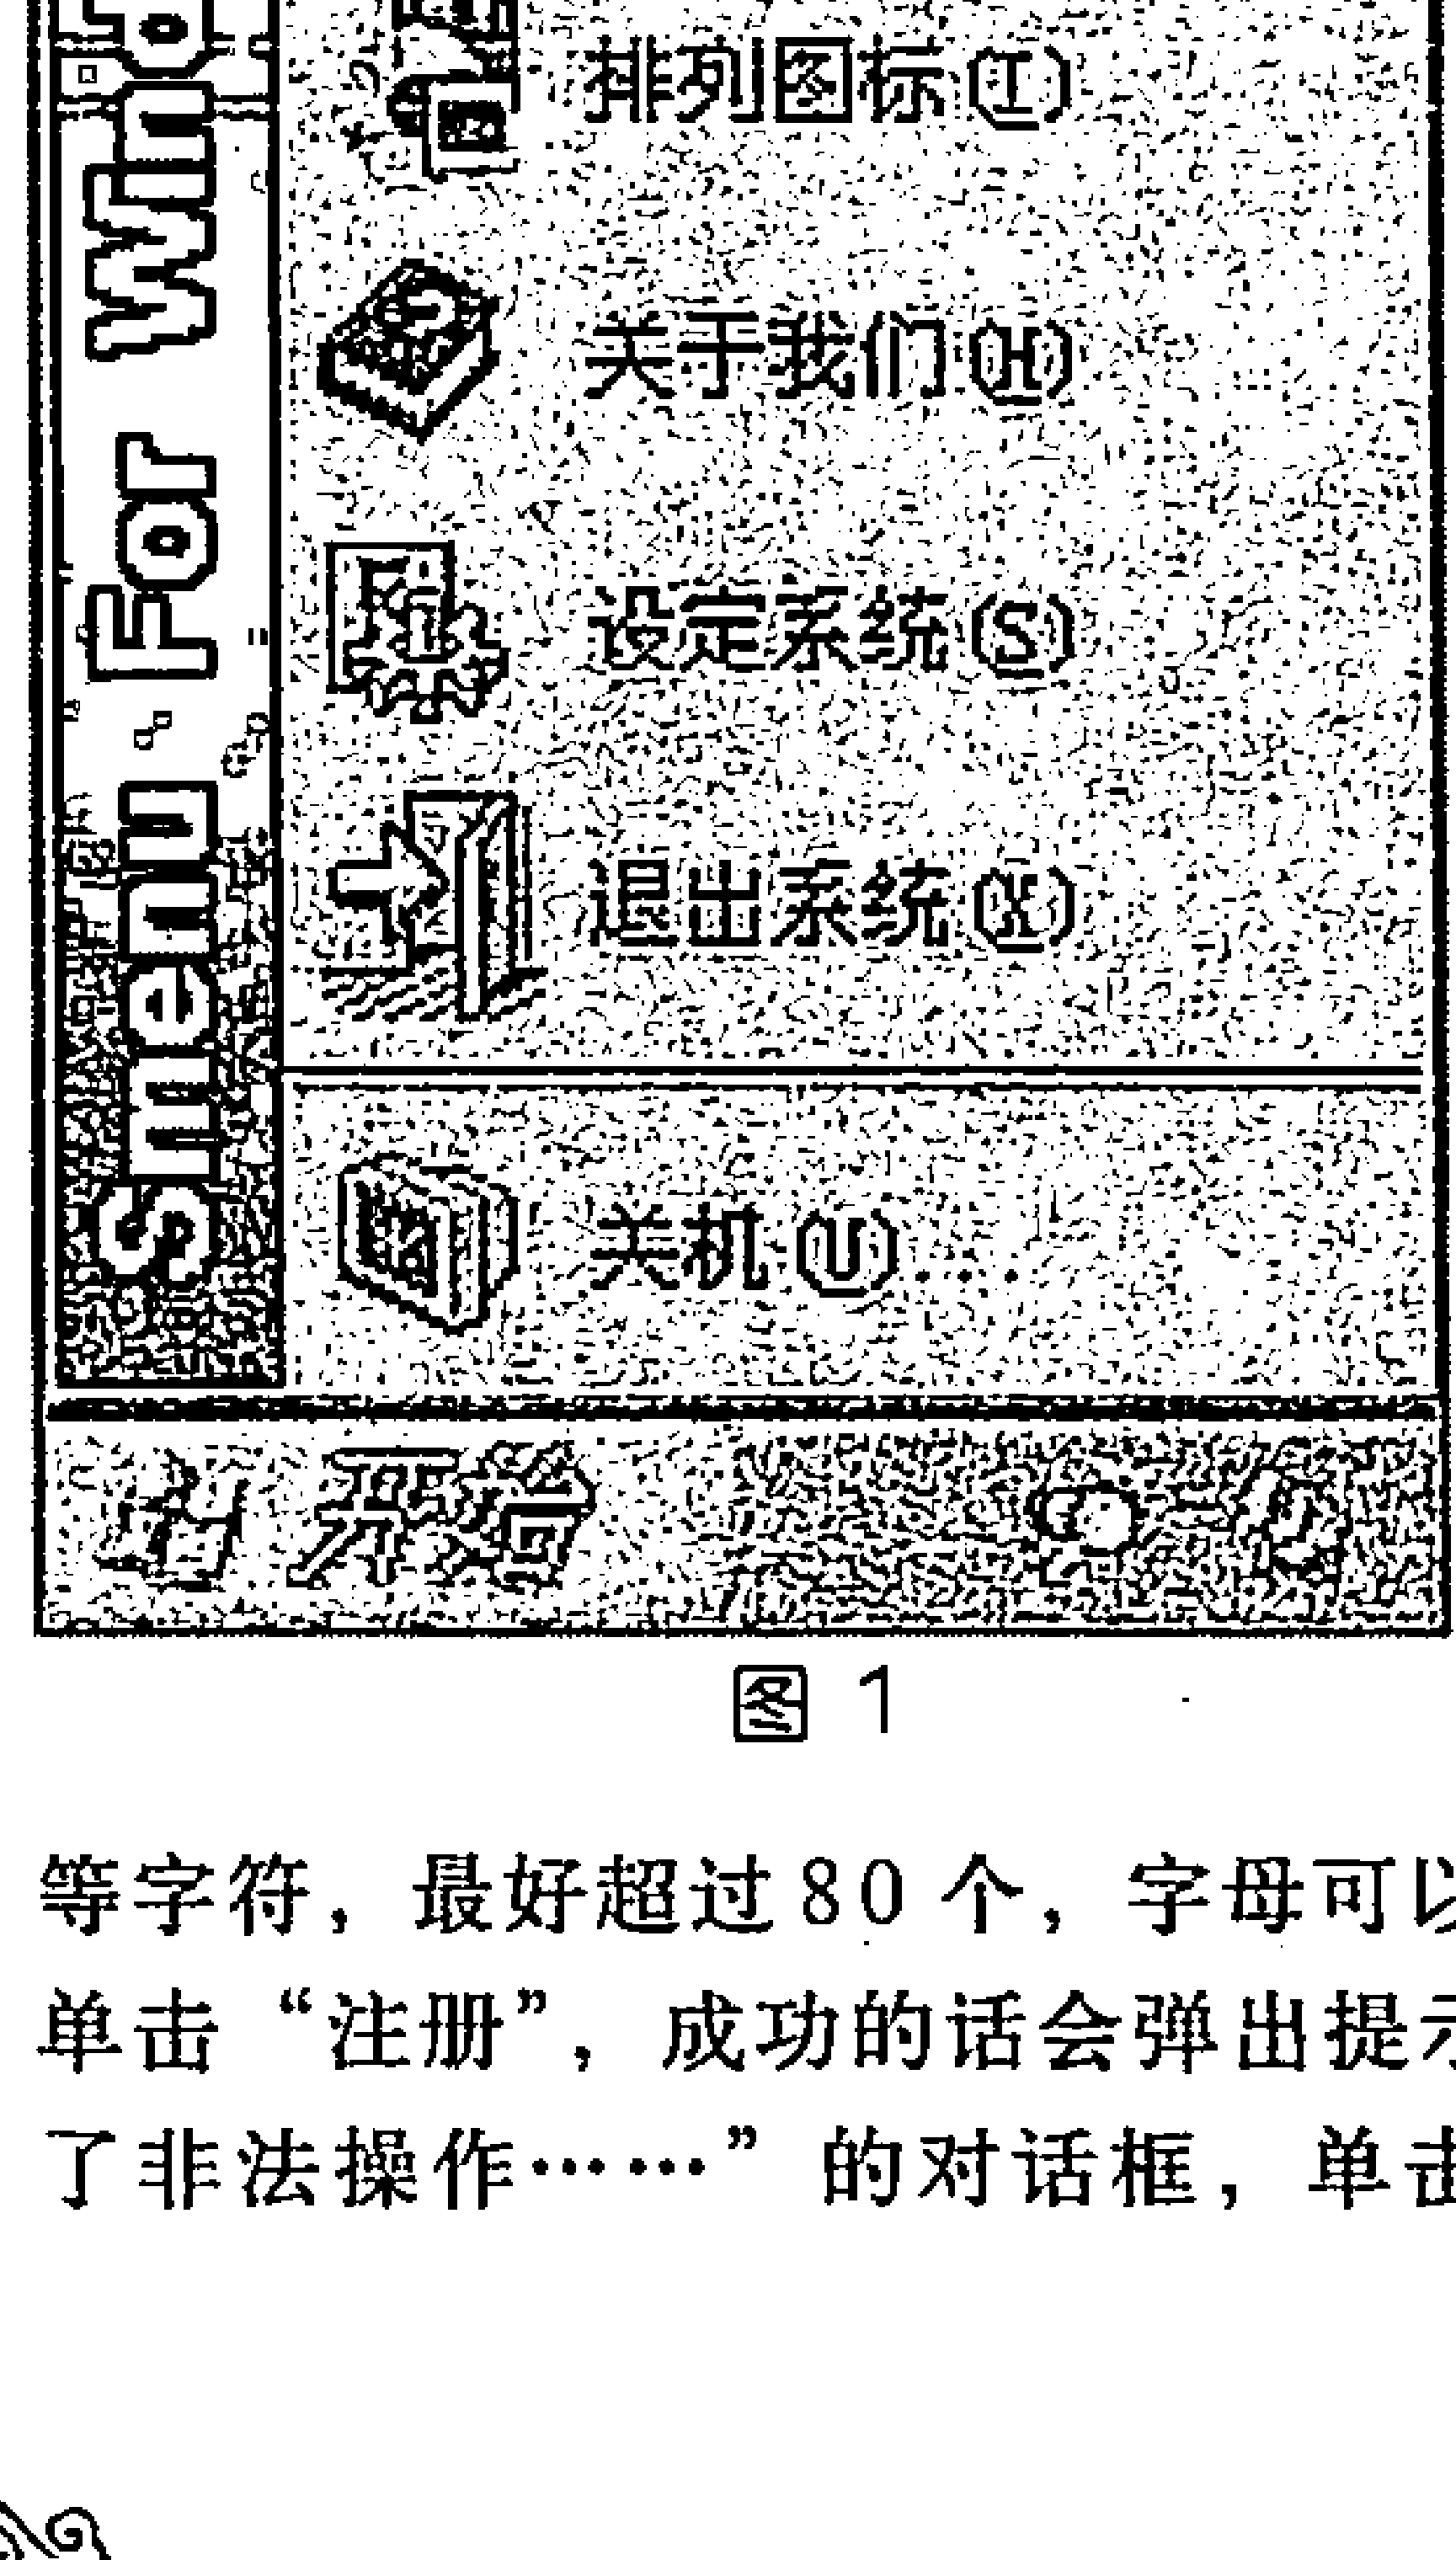 排列图标(I)
关于我们(H)
设定系统(S)
退出系统(X)
关机(U)...
Smenu For Wind
开始
图 1
等字符，最好超过80个，字母可以
单击“注册”，成功的话会弹出提示
了非法操作……”的对话框，单击